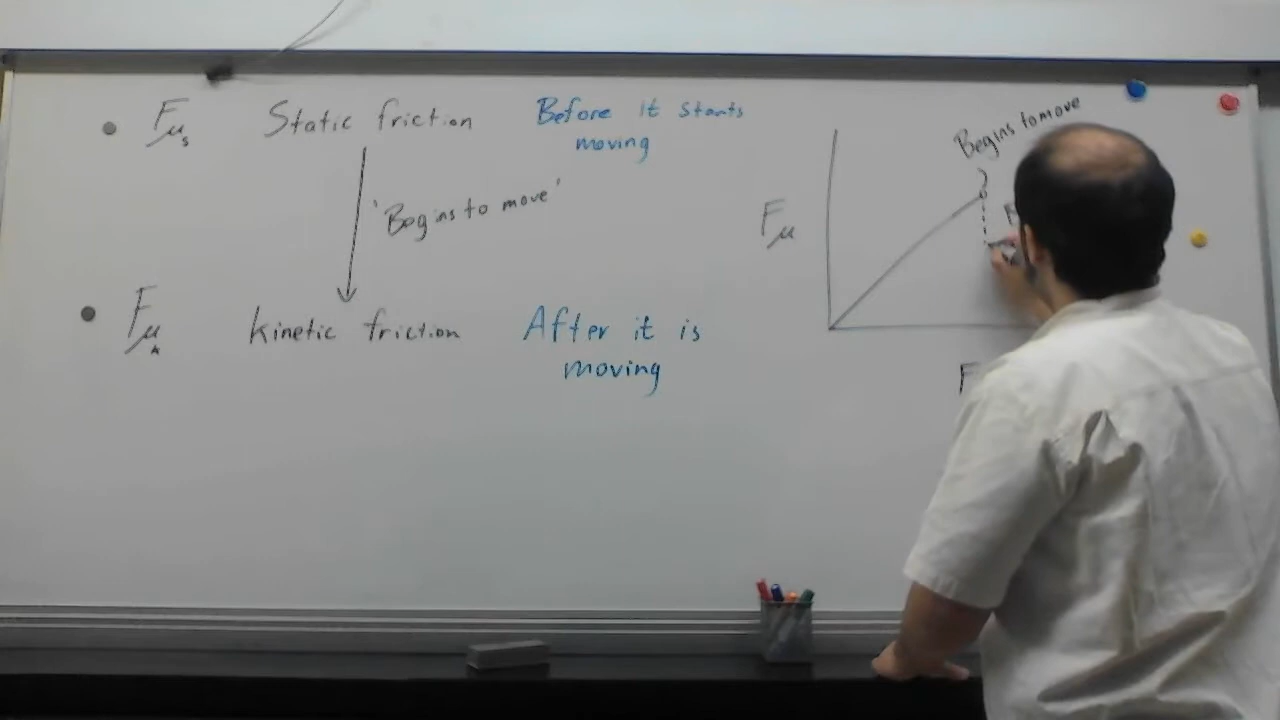 Fμs Static friction Before it starts
moving
'Begins to move'
Fμk kinetic friction After it is
moving
Begins to move
Fμ
F
F